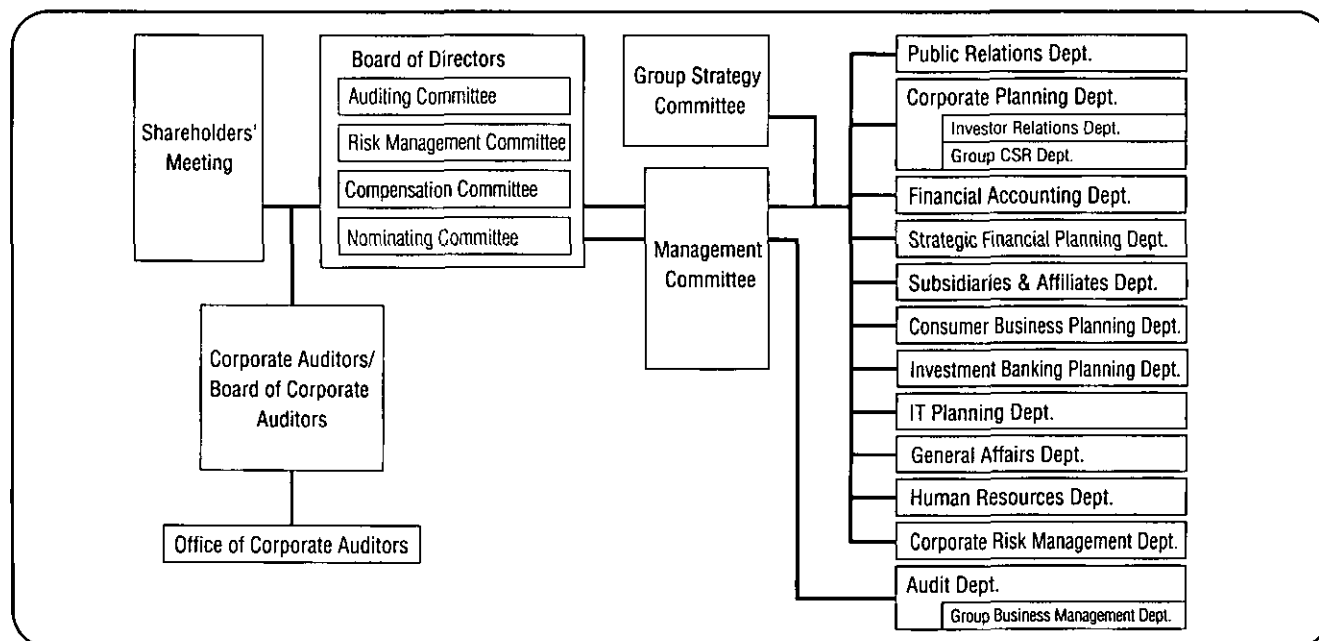 Shareholders'
Meeting
Board of Directors
Auditing Committee
Risk Management Committee
Compensation Committee
Nominating Committee
Corporate Auditors/
Board of Corporate
Auditors
Office of Corporate Auditors
Group Strategy
Committee
Management
Committee
Public Relations Dept.
Corporate Planning Dept.
Investor Relations Dept.
Group CSR Dept.
Financial Accounting Dept.
Strategic Financial Planning Dept.
Subsidiaries & Affiliates Dept.
Consumer Business Planning Dept.
Investment Banking Planning Dept.
IT Planning Dept.
General Affairs Dept.
Human Resources Dept.
Corporate Risk Management Dept.
Audit Dept.
Group Business Management Dept.